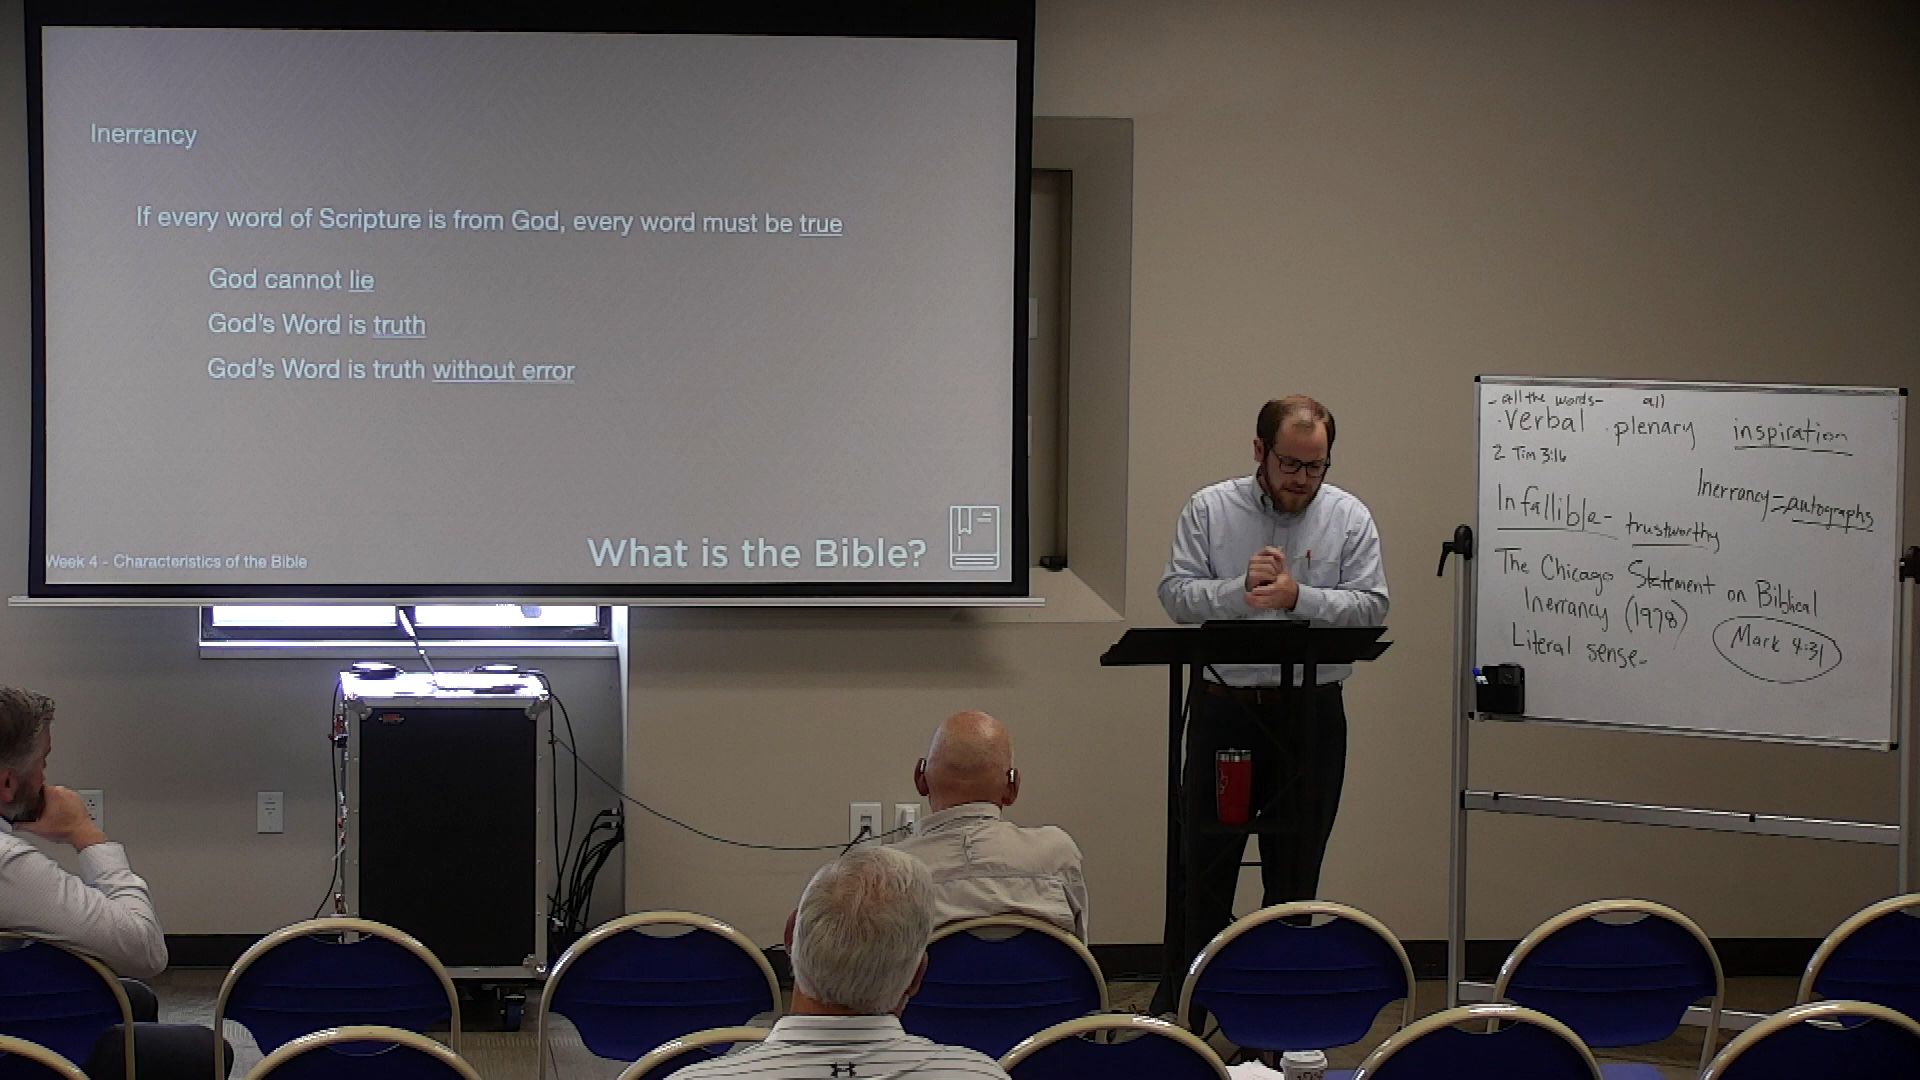 Inerrancy
If every word of Scripture is from God, every word must be true
God cannot lie
God's Word is truth
God's Word is truth without error
Week 4 - Characteristics of the Bible
What is the Bible?
- all the words- all
·Verbal ·plenary inspiration
2 Tim 3:16
Inerrancy=autographs
Infallible- trustworthy
The Chicago Statement on Biblical
Inerrancy (1978)
Mark 4:31
Literal sense-